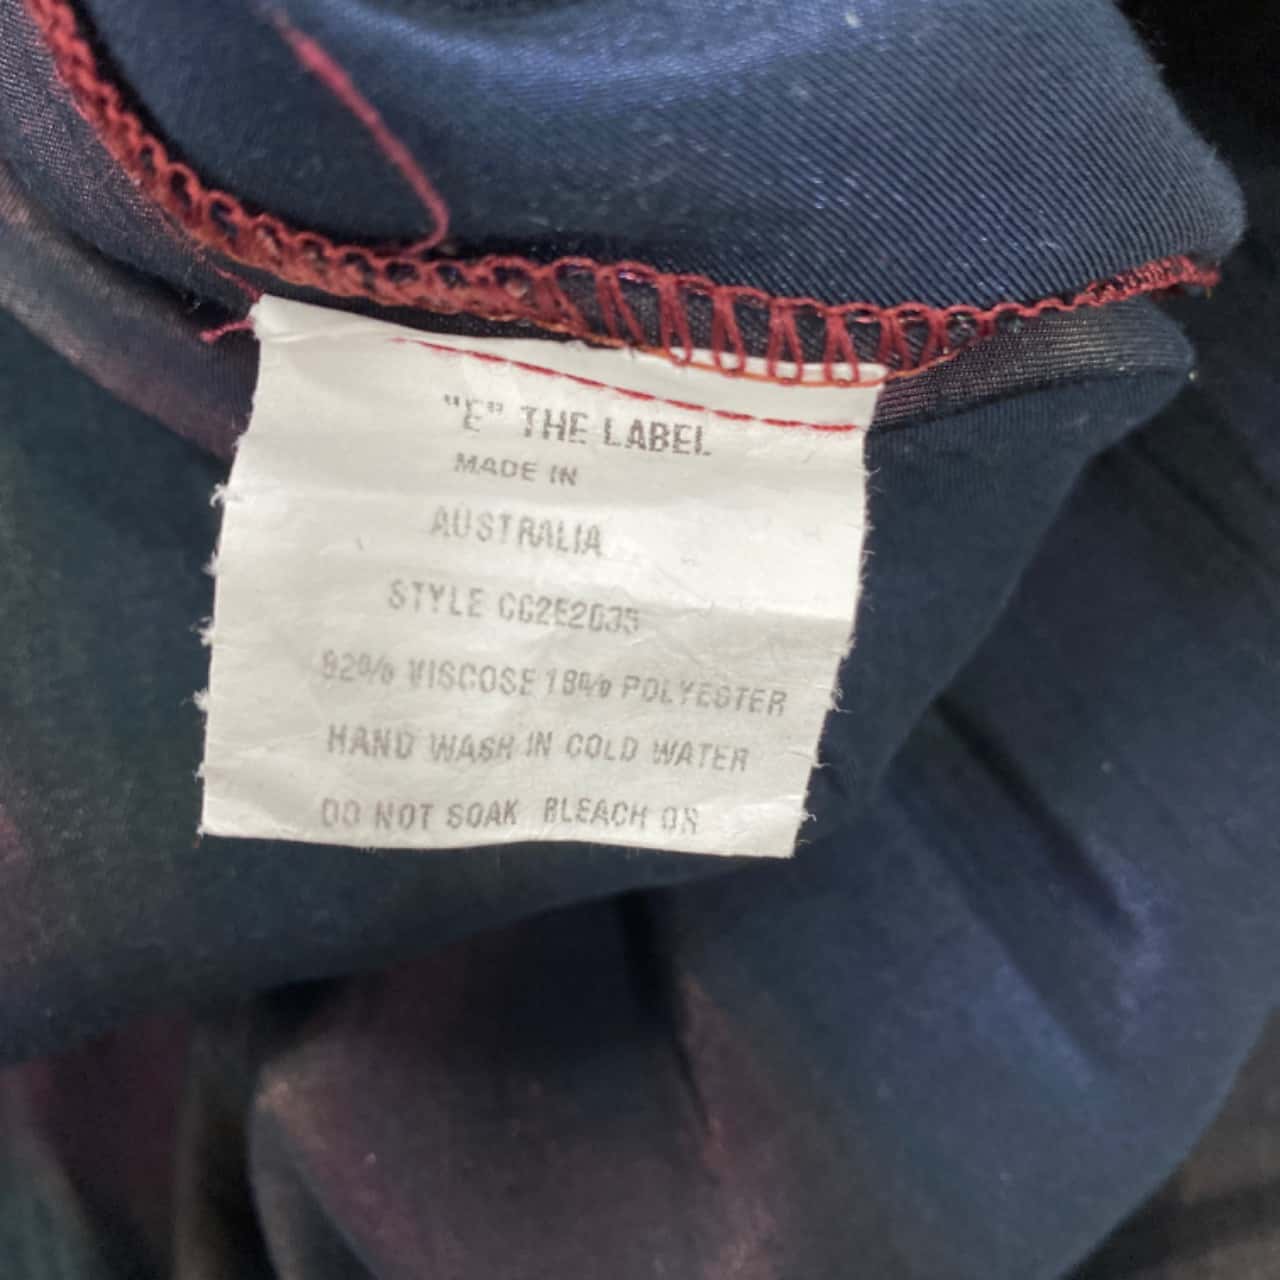 "E" THE LABEL
MADE IN
AUSTRALIA
STYLE CG2E2035
82% VISCOSE 18% POLYESTER
HAND WASH IN COLD WATER
DO NOT SOAK BLEACH OR